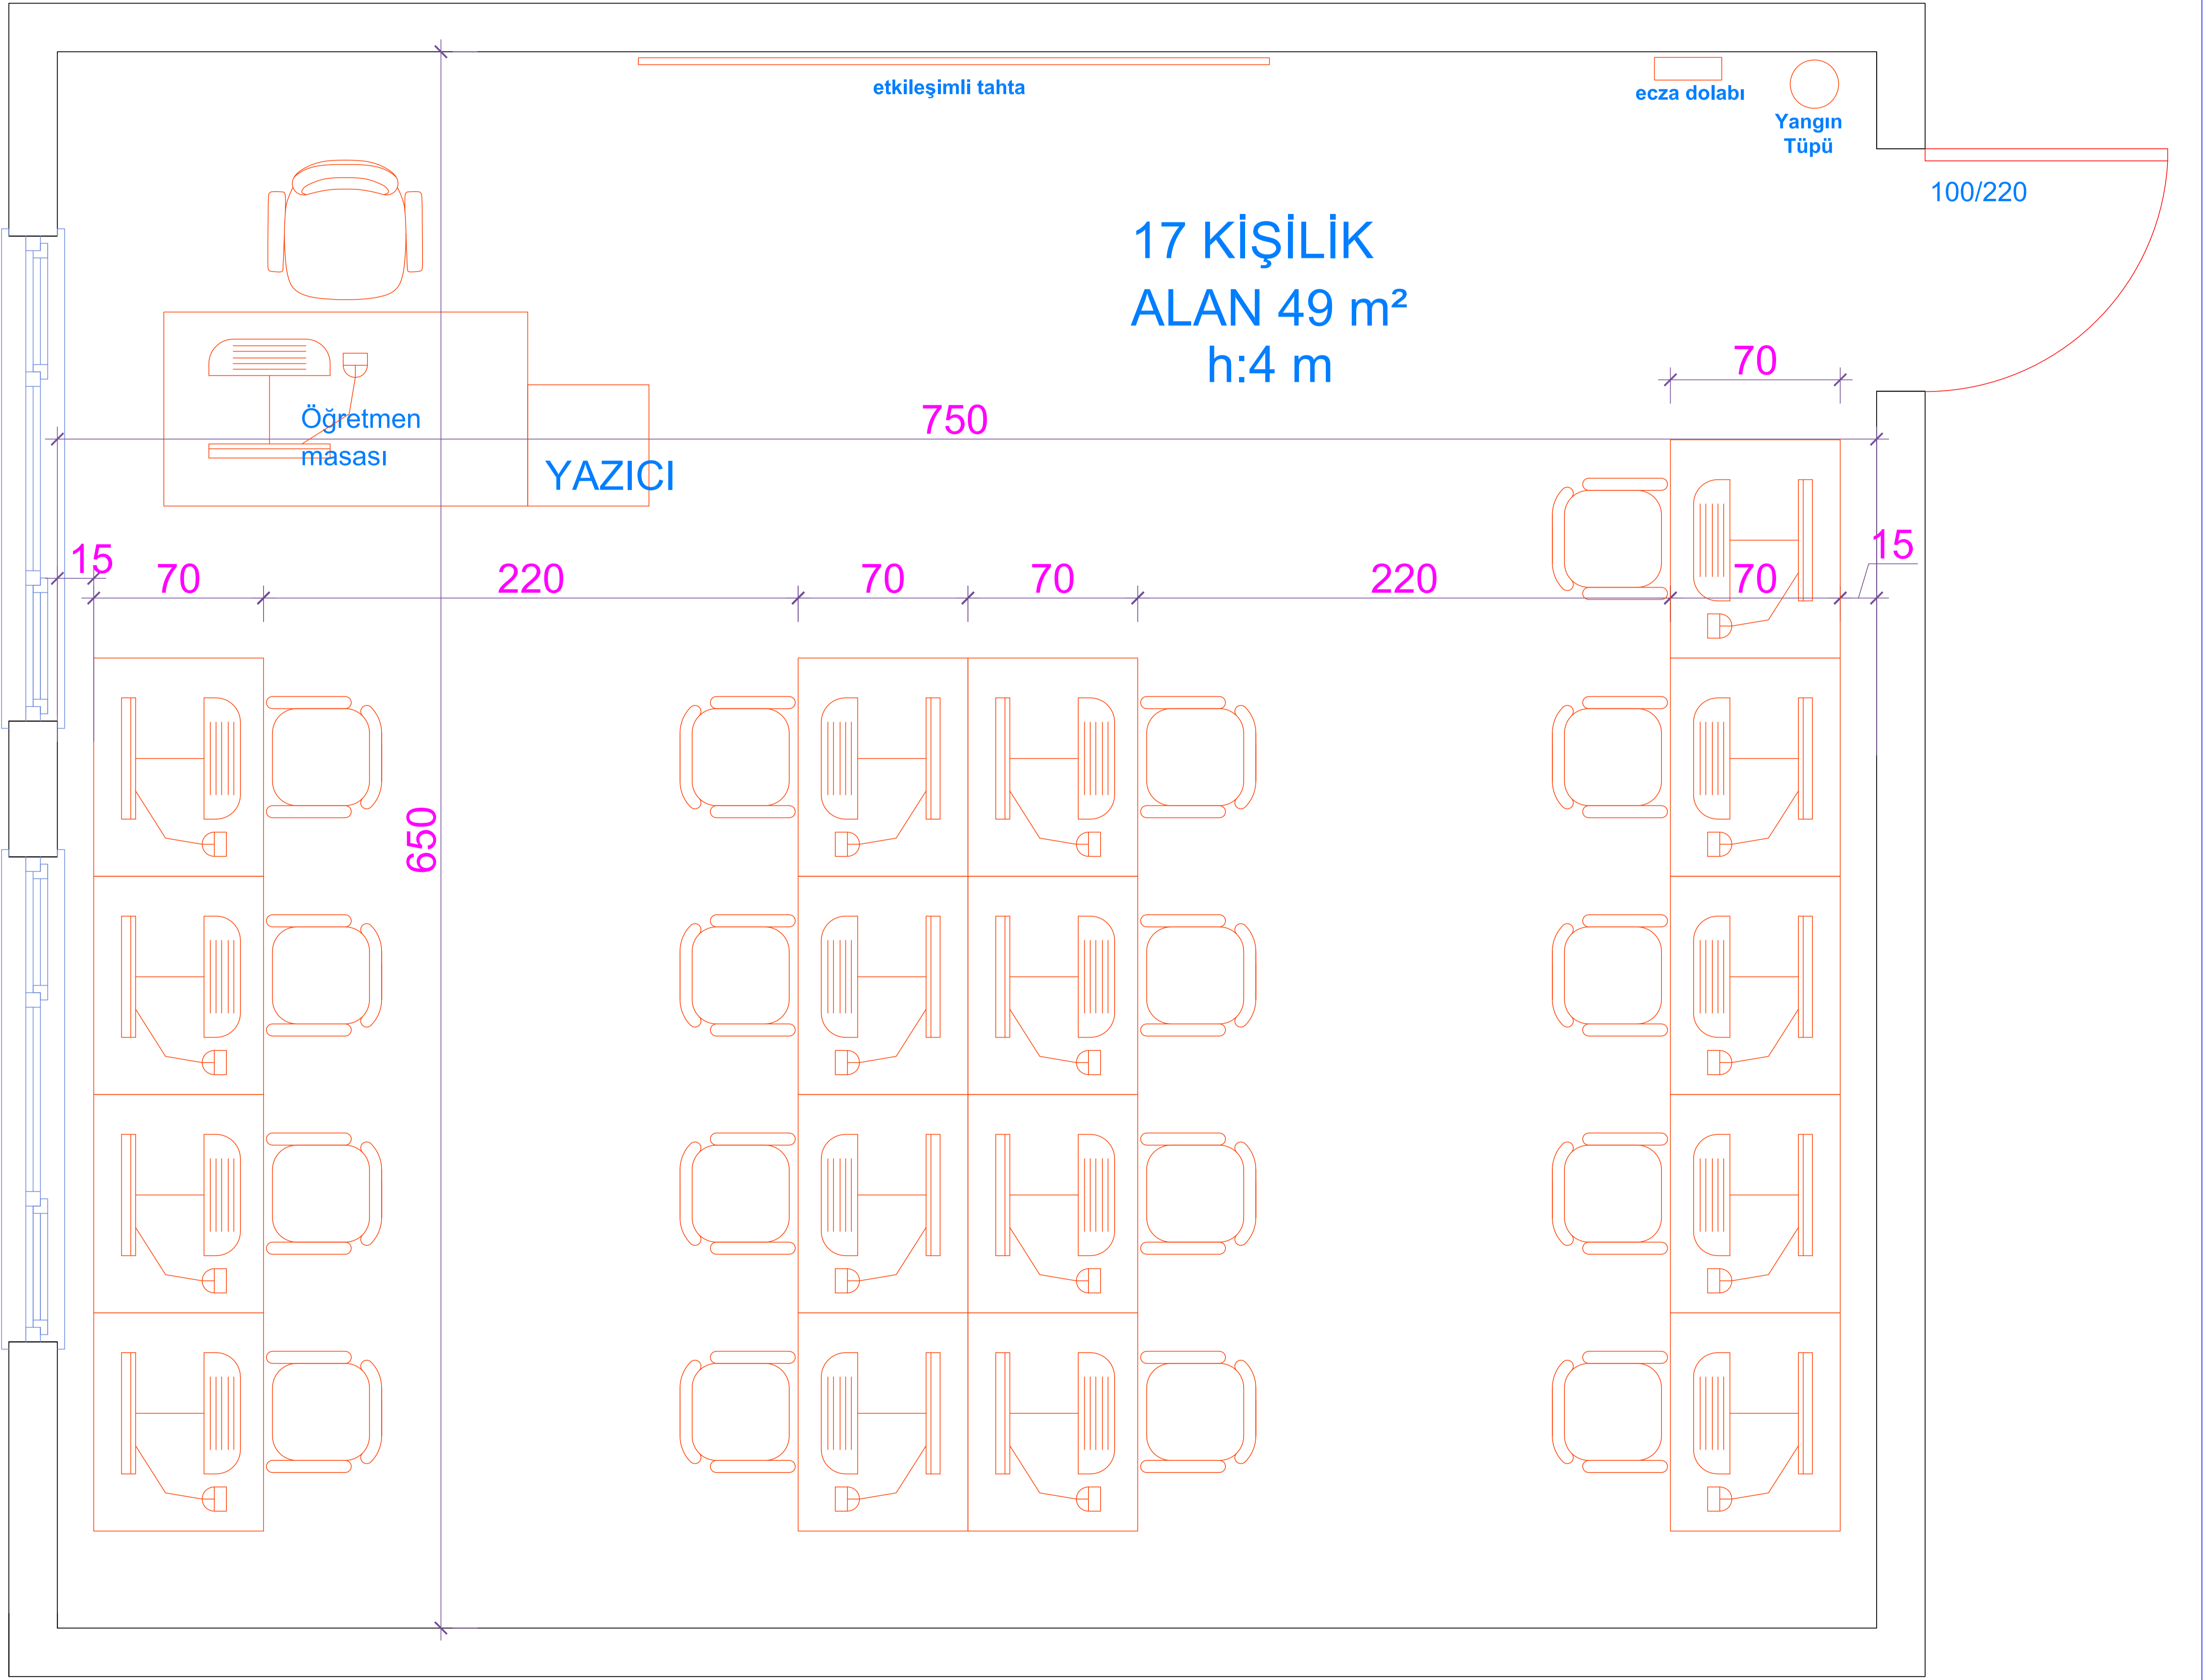 etkileşimli tahta
ecza dolabı
Yangın
Tüpü
100/220
17 KİŞİLİK
ALAN 49 m²
h:4 m
70
750
Öğretmen
masası
YAZICI
15
70
220
70
70
220
70
15
650